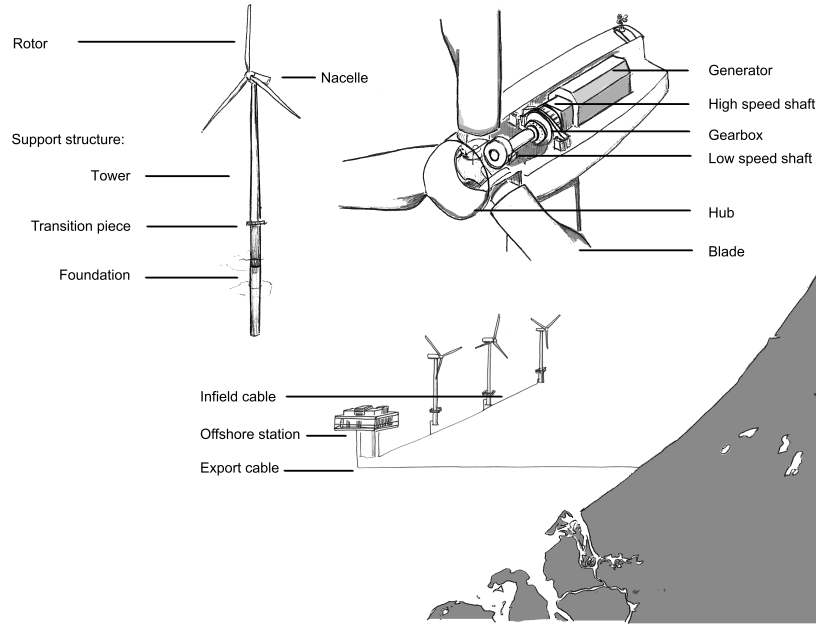 Rotor
Nacelle
Support structure:
Tower
Transition piece
Foundation
Generator
High speed shaft
Gearbox
Low speed shaft
Hub
Blade
Infield cable
Offshore station
Export cable